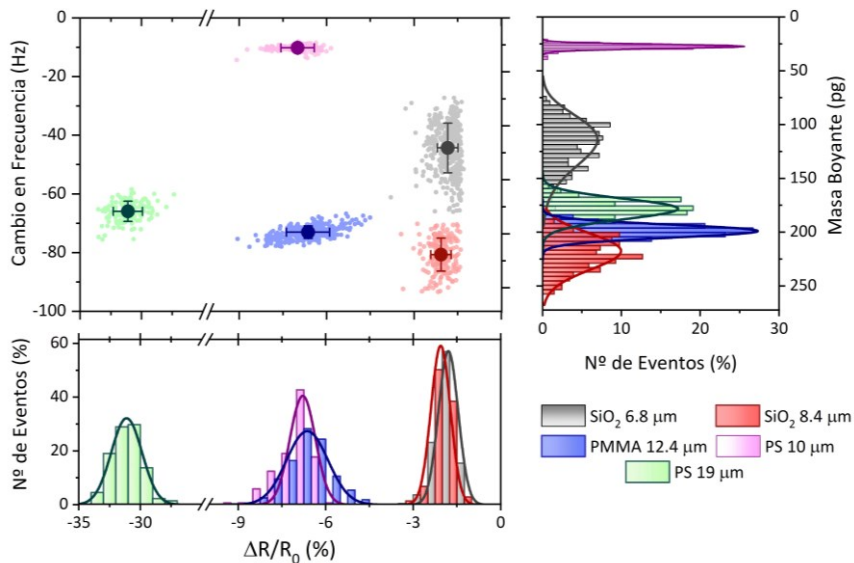 Cambio en Frecuencia (Hz)
0
-20
-40
-60
-80
-100
Masa Boyante (pg)
0
50
100
150
200
250
0 10 20 30
Nº de Eventos (%)
Nº de Eventos (%)
60
40
20
0
-35 -30 -9 -6 -3 0
ΔR/R₀ (%)
SiO₂ 6.8 μm
SiO₂ 8.4 μm
PMMA 12.4 μm
PS 10 μm
PS 19 μm